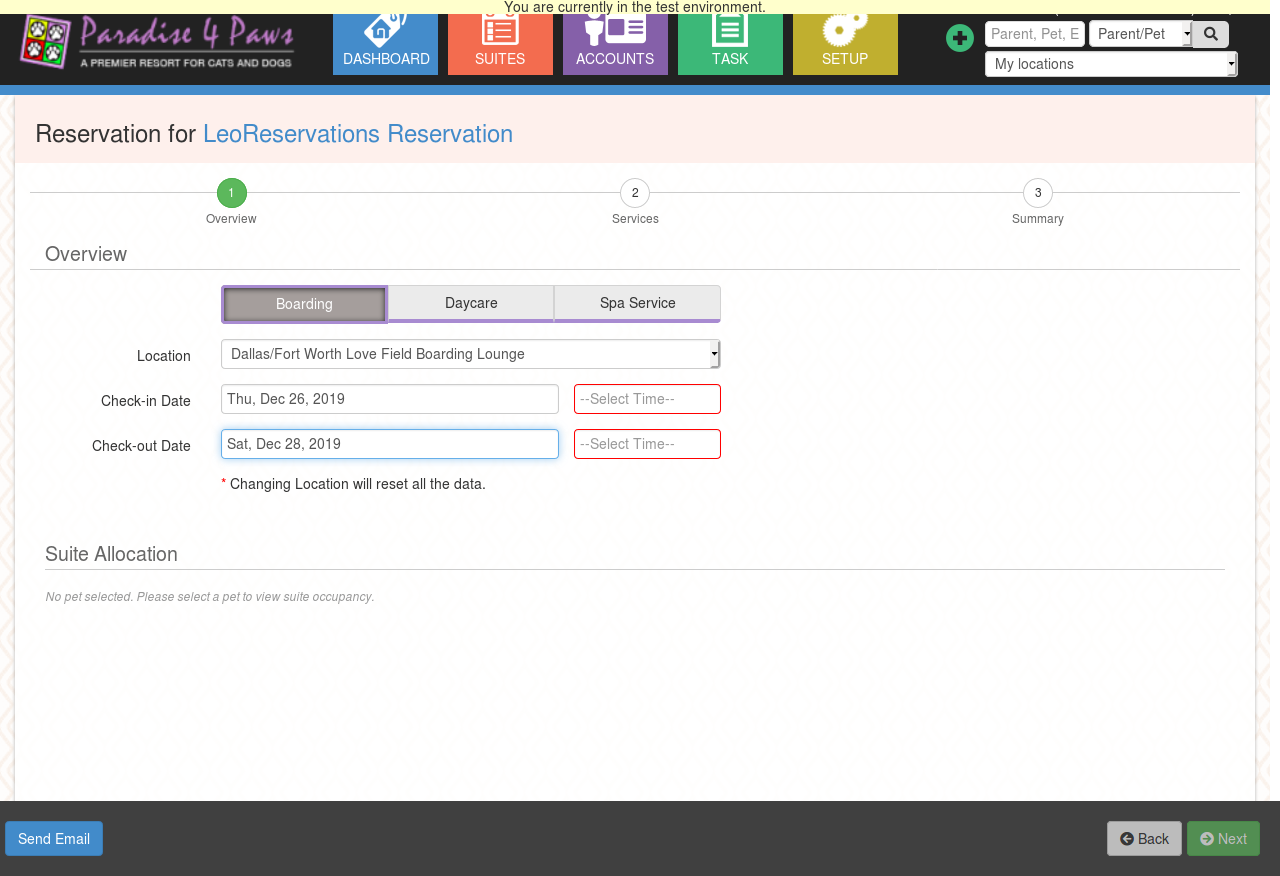 You are currently in the test environment.
Paradise 4 Paws
A PREMIER RESORT FOR CATS AND DOGS
DASHBOARD
SUITES
ACCOUNTS
TASK
SETUP
Parent, Pet, E
Parent/Pet
My locations
Reservation for LeoReservations Reservation
1
2
3
Overview
Services
Summary
Overview
Boarding
Daycare
Spa Service
Location
Dallas/Fort Worth Love Field Boarding Lounge
Check-in Date
Thu, Dec 26, 2019
--Select Time--
Check-out Date
Sat, Dec 28, 2019
--Select Time--
* Changing Location will reset all the data.
Suite Allocation
No pet selected. Please select a pet to view suite occupancy.
Send Email
Back
Next